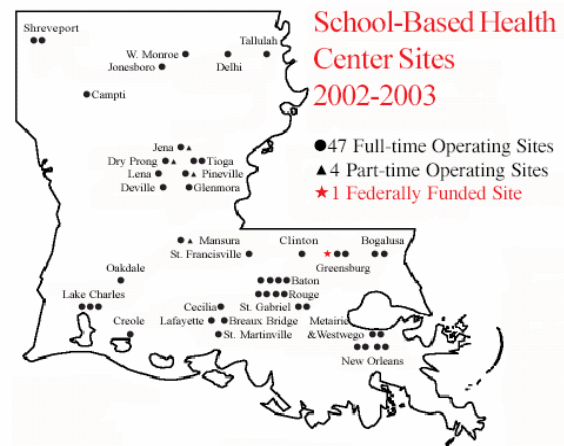 School-Based Health
Center Sites
2002-2003
●47 Full-time Operating Sites
▲4 Part-time Operating Sites
★1 Federally Funded Site
Shreveport
Tallulah
W. Monroe
Delhi
Jonesboro
Campti
Jena
Dry Prong
Tioga
Lena
Pineville
Deville
Glenmora
Mansura
Clinton
Bogalusa
St. Francisville
Greensburg
Oakdale
Baton
Rouge
Lake Charles
Cecilia
St. Gabriel
Creole
Lafayette
Breaux Bridge
Metairie
St. Martinville
&Westwego
New Orleans